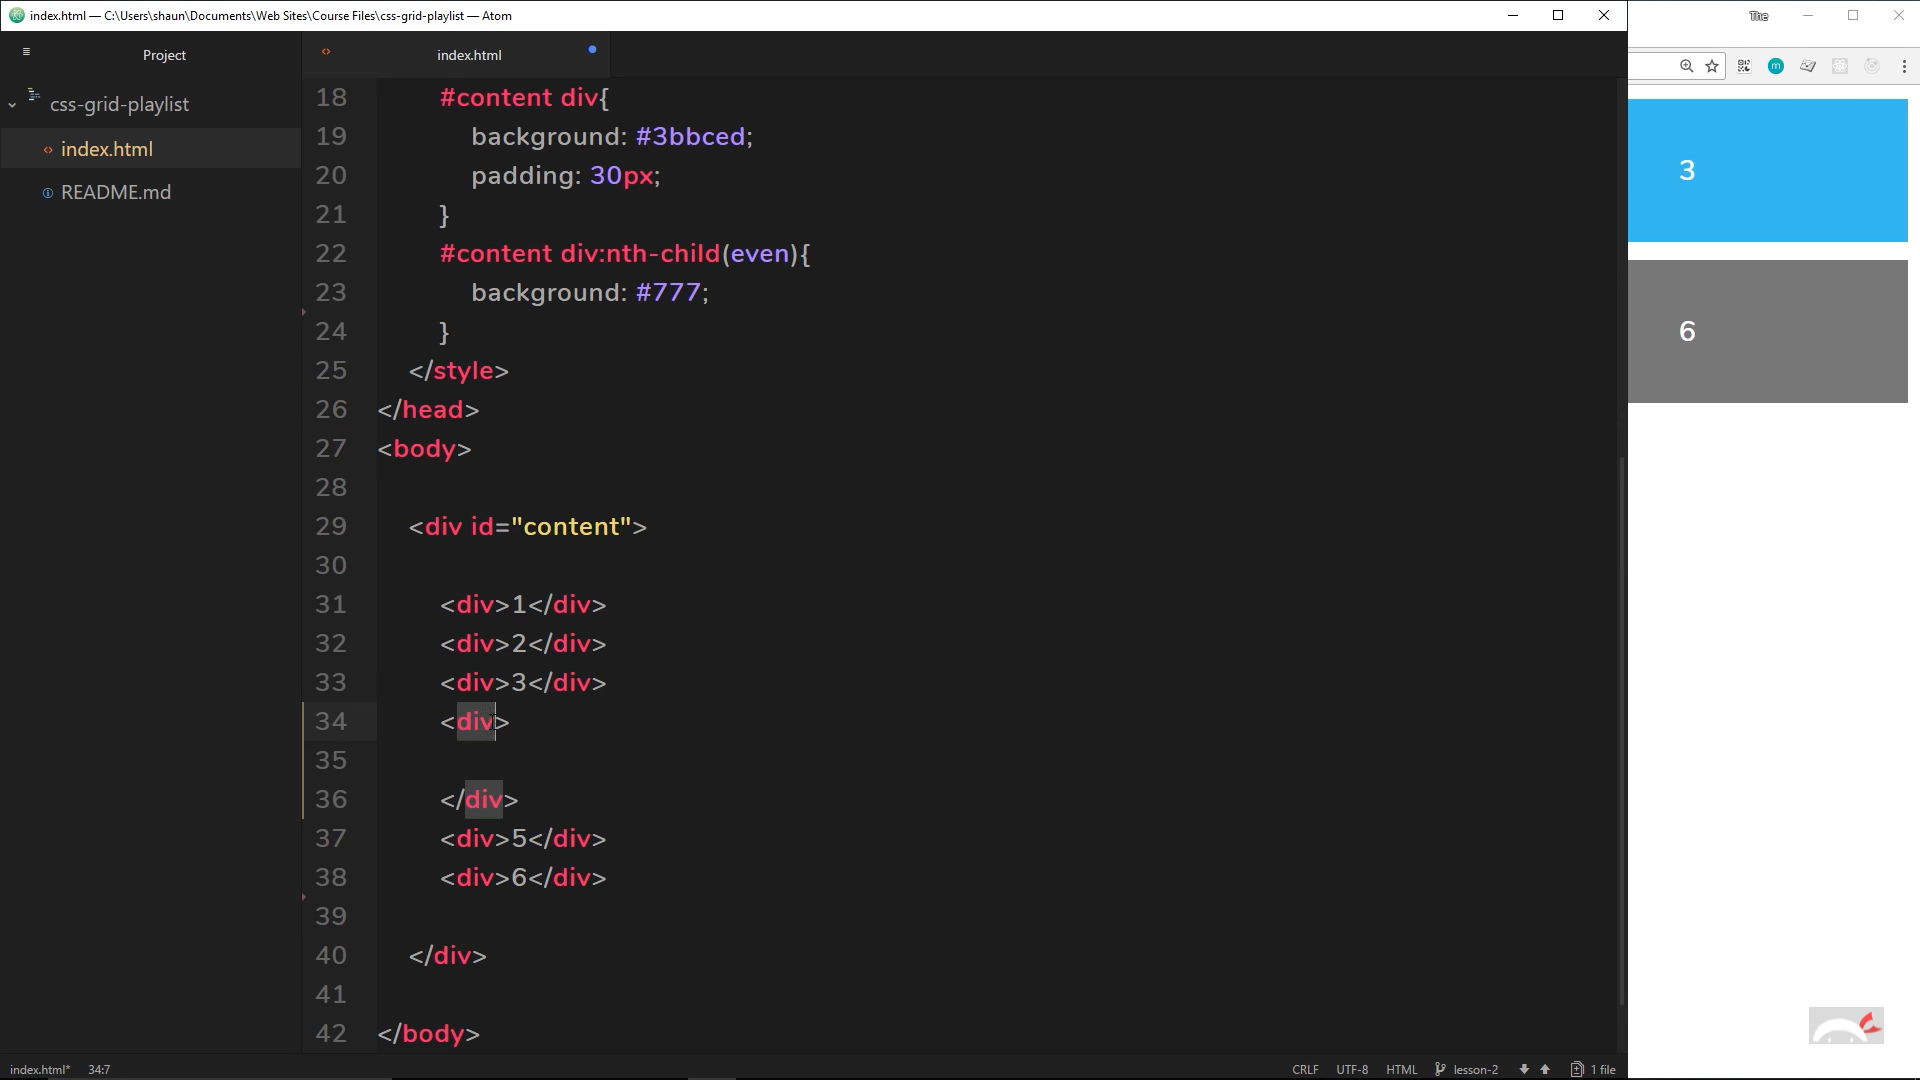 index.html — C:\Users\shaun\Documents\Web Sites\Course Files\css-grid-playlist — Atom
The
Project
index.html
css-grid-playlist
index.html
README.md
18 #content div{
19 background: #3bbced;
20 padding: 30px;
21 }
22 #content div:nth-child(even){
23 background: #777;
24 }
25 </style>
26 </head>
27 <body>
28
29 <div id="content">
30
31 <div>1</div>
32 <div>2</div>
33 <div>3</div>
34 <div>
35
36 </div>
37 <div>5</div>
38 <div>6</div>
39
40 </div>
41
42 </body>
m
3
6
index.html* 34:7 CRLF UTF-8 HTML lesson-2 1 file